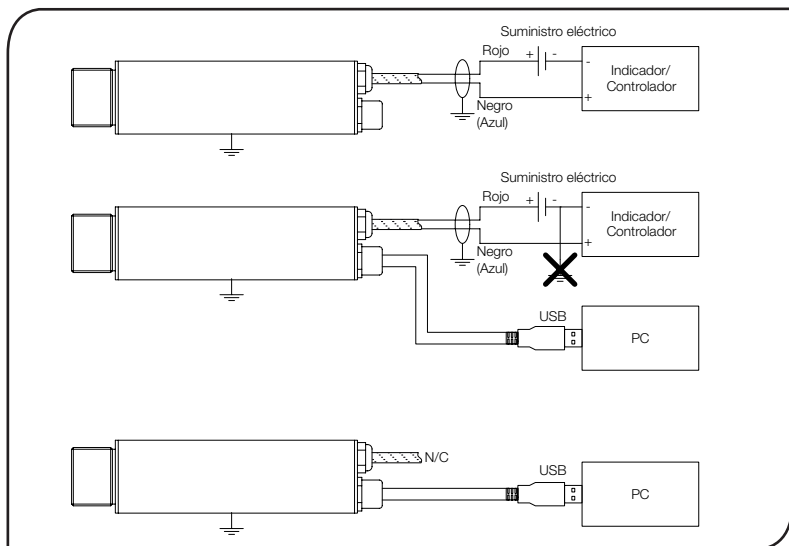 Suministro eléctrico
Rojo
+
-
-
Indicador/
Controlador
+
Negro
(Azul)
Suministro eléctrico
Rojo
+
-
-
Indicador/
Controlador
+
Negro
(Azul)
USB
PC
N/C
USB
PC